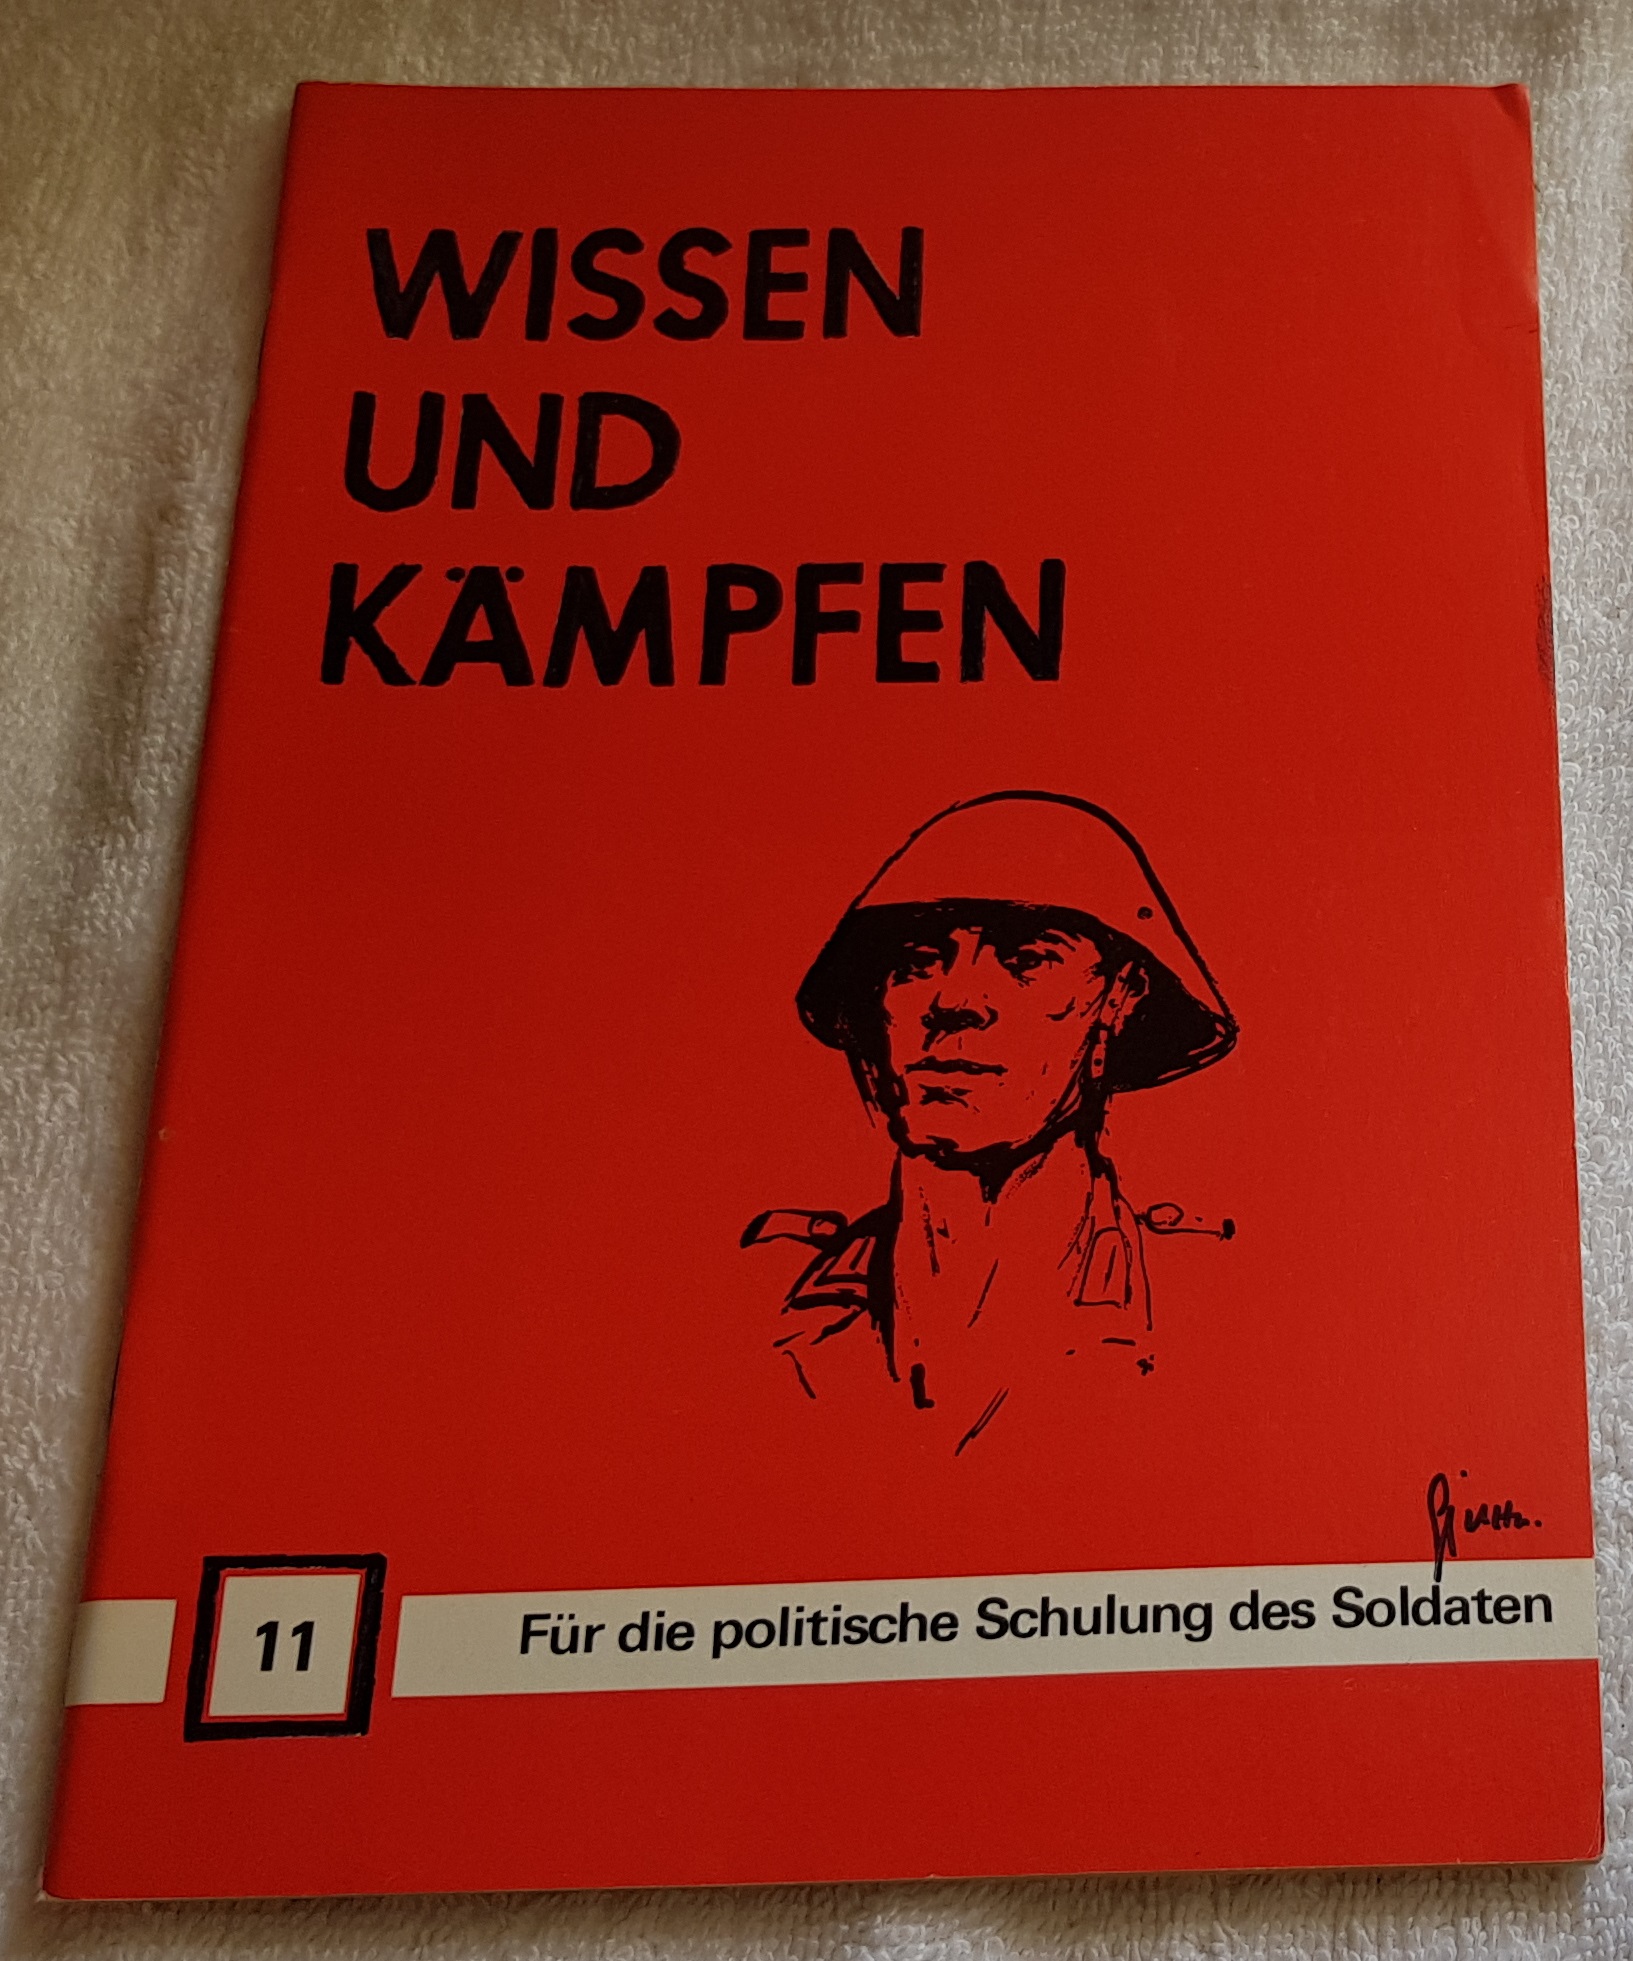 WISSEN
UND
KÄMPFEN
11
Für die politische Schulung des Soldaten